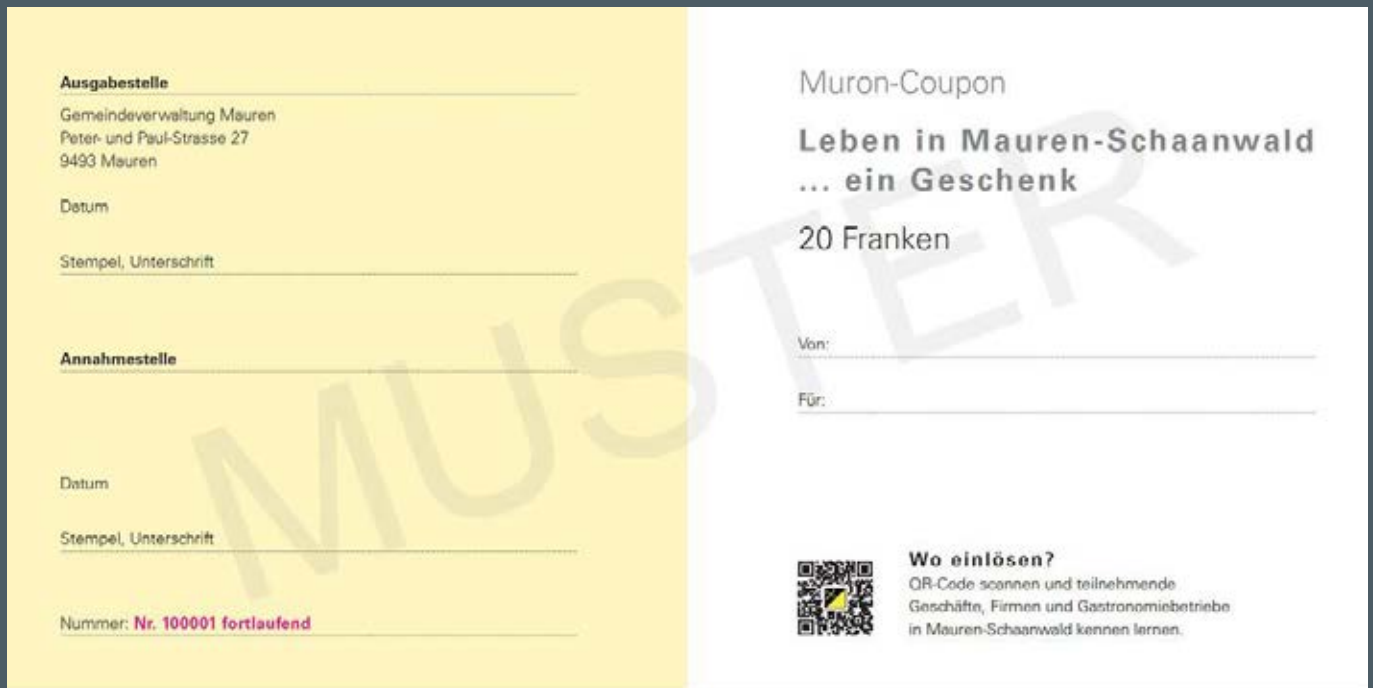 Ausgabestelle
Gemeindeverwaltung Mauren
Peter- und Paul-Strasse 27
9493 Mauren
Datum
Stempel, Unterschrift
Annahmestelle
Datum
Stempel, Unterschrift
Nummer: Nr. 100001 fortlaufend
Muron-Coupon
Leben in Mauren-Schaanwald
... ein Geschenk
20 Franken
Von:
Für:
Wo einlösen?
QR-Code scannen und teilnehmende
Geschäfte, Firmen und Gastronomiebetriebe
in Mauren-Schaanwald kennen lernen.
MUSTER